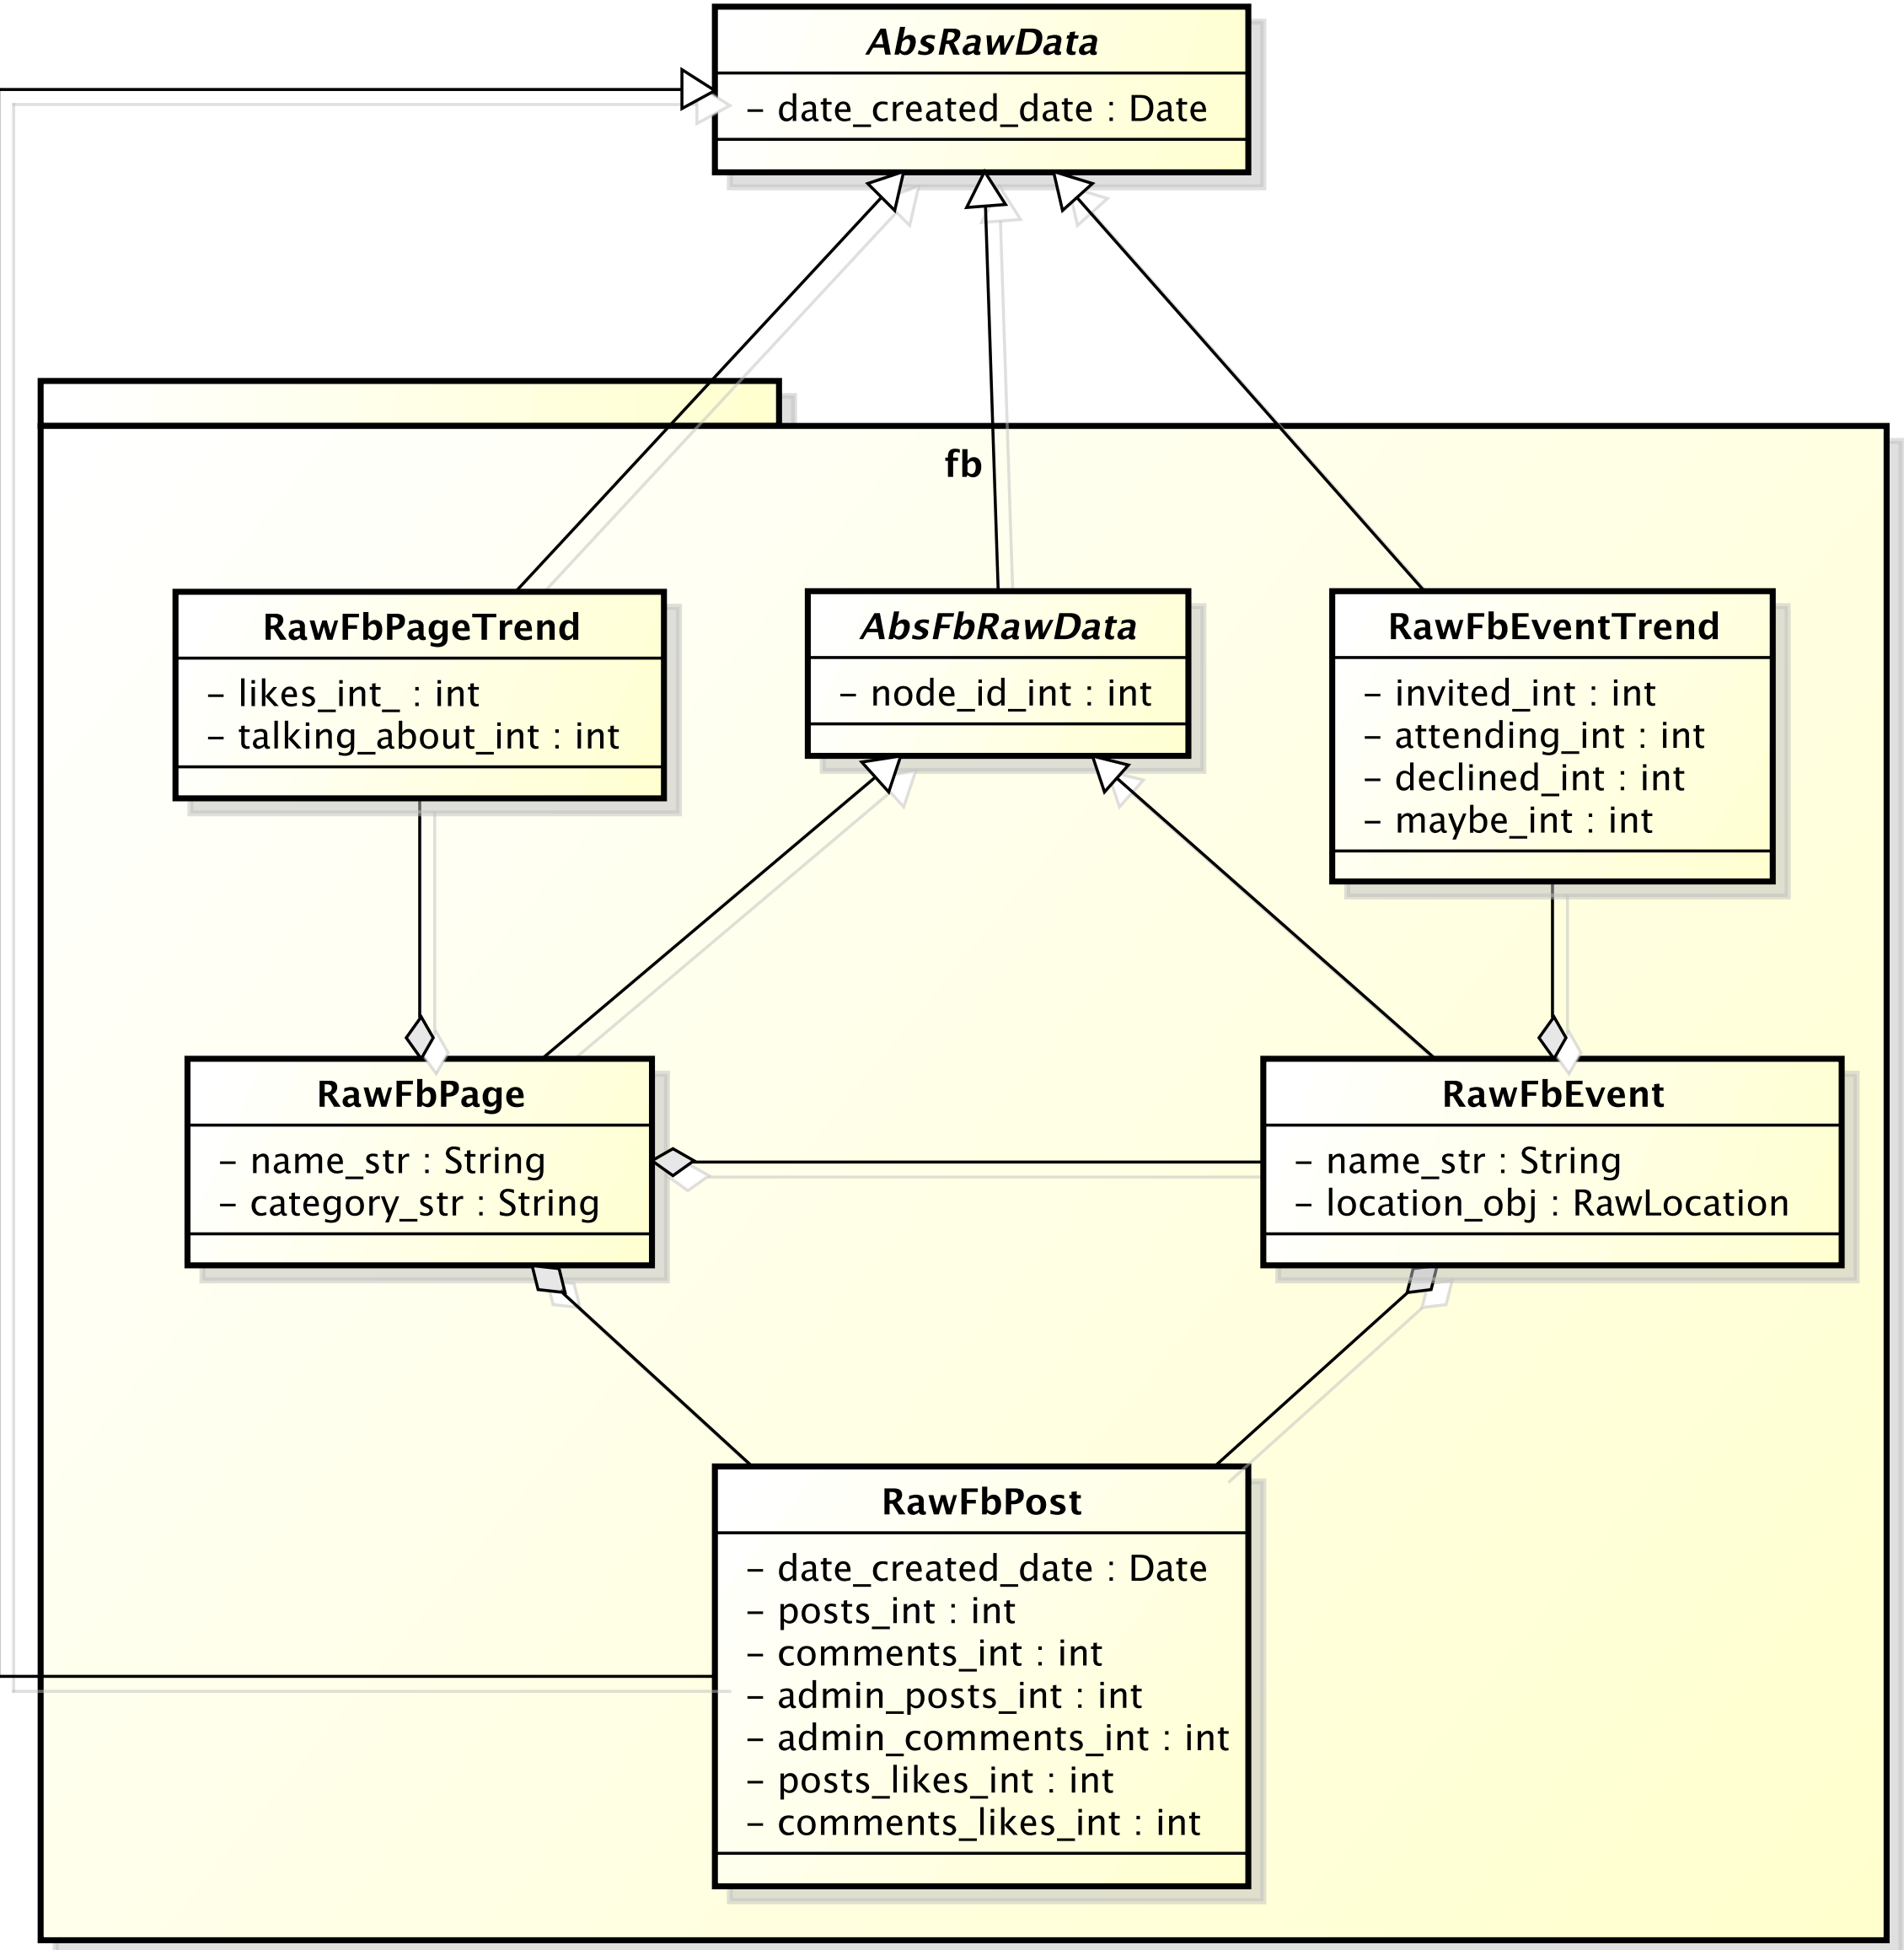 AbsRawData
– date_created_date : Date
fb
RawFbPageTrend
– likes_int_ : int
– talking_about_int : int
AbsFbRawData
– node_id_int : int
RawFbEventTrend
– invited_int : int
– attending_int : int
– declined_int : int
– maybe_int : int
RawFbPage
– name_str : String
– category_str : String
RawFbEvent
– name_str : String
– location_obj : RawLocation
RawFbPost
– date_created_date : Date
– posts_int : int
– comments_int : int
– admin_posts_int : int
– admin_comments_int : int
– posts_likes_int : int
– comments_likes_int : int